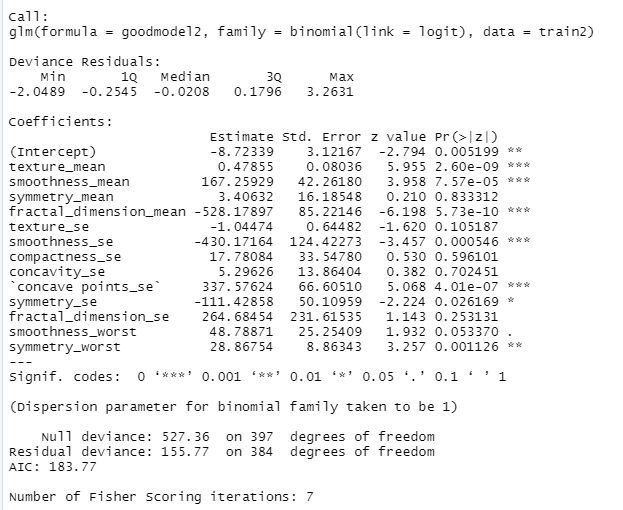 Call:
glm(formula = goodmodel2, family = binomial(link = logit), data = train2)
Deviance Residuals:
Min 1Q Median 3Q Max
-2.0489 -0.2545 -0.0208 0.1796 3.2631
Coefficients:
Estimate Std. Error z value Pr(>|z|)
(Intercept) -8.72339 3.12167 -2.794 0.005199 **
texture_mean 0.47855 0.08036 5.955 2.60e-09 ***
smoothness_mean 167.25929 42.26180 3.958 7.57e-05 ***
symmetry_mean 3.40632 16.18548 0.210 0.833312
fractal_dimension_mean -528.17897 85.22146 -6.198 5.73e-10 ***
texture_se -1.04474 0.64482 -1.620 0.105187
smoothness_se -430.17164 124.42273 -3.457 0.000546 ***
compactness_se 17.78084 33.54780 0.530 0.596101
concavity_se 5.29626 13.86404 0.382 0.702451
`concave points_se` 337.57624 66.60510 5.068 4.01e-07 ***
symmetry_se -111.42858 50.10959 -2.224 0.026169 *
fractal_dimension_se 264.68454 231.61535 1.143 0.253131
smoothness_worst 48.78871 25.25409 1.932 0.053370 .
symmetry_worst 28.86754 8.86343 3.257 0.001126 **
---
Signif. codes: 0 ‘***’ 0.001 ‘**’ 0.01 ‘*’ 0.05 ‘.’ 0.1 ‘ ’ 1
(Dispersion parameter for binomial family taken to be 1)
Null deviance: 527.36 on 397 degrees of freedom
Residual deviance: 155.77 on 384 degrees of freedom
AIC: 183.77
Number of Fisher Scoring iterations: 7